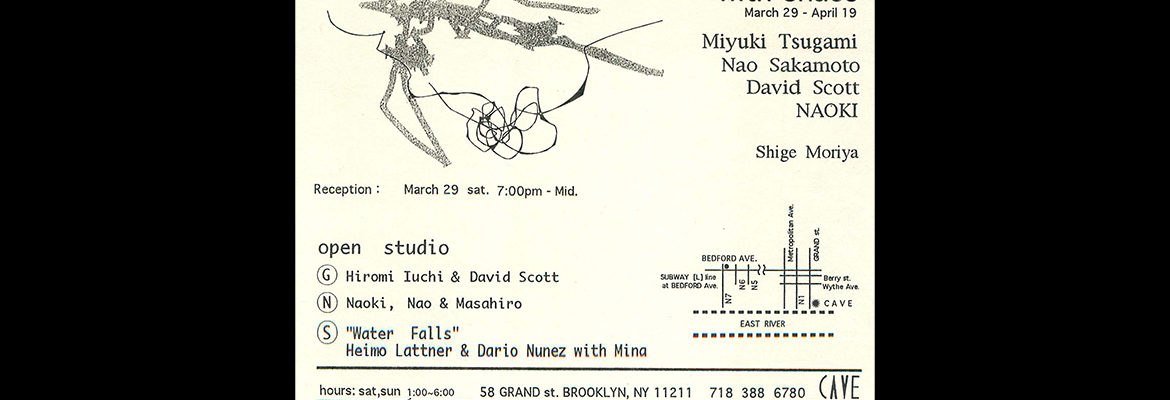 March 29 - April 19
Miyuki Tsugami
Nao Sakamoto
David Scott
NAOKI
Shige Moriya
Reception : March 29 sat. 7:00pm - Mid.
open studio
G Hiromi Iuchi & David Scott
N Naoki, Nao & Masahiro
S "Water Falls"
Heimo Lattner & Dario Nunez with Mina
Metropolitan Ave.
GRAND st.
BEDFORD AVE.
SUBWAY [L] line
at BEDFORD Ave.
N7
N6
N5
N1
Berry st.
Wythe Ave.
CAVE
EAST RIVER
hours: sat,sun 1:00~6:00 58 GRAND st. BROOKLYN, NY 11211 718 388 6780 CAVE